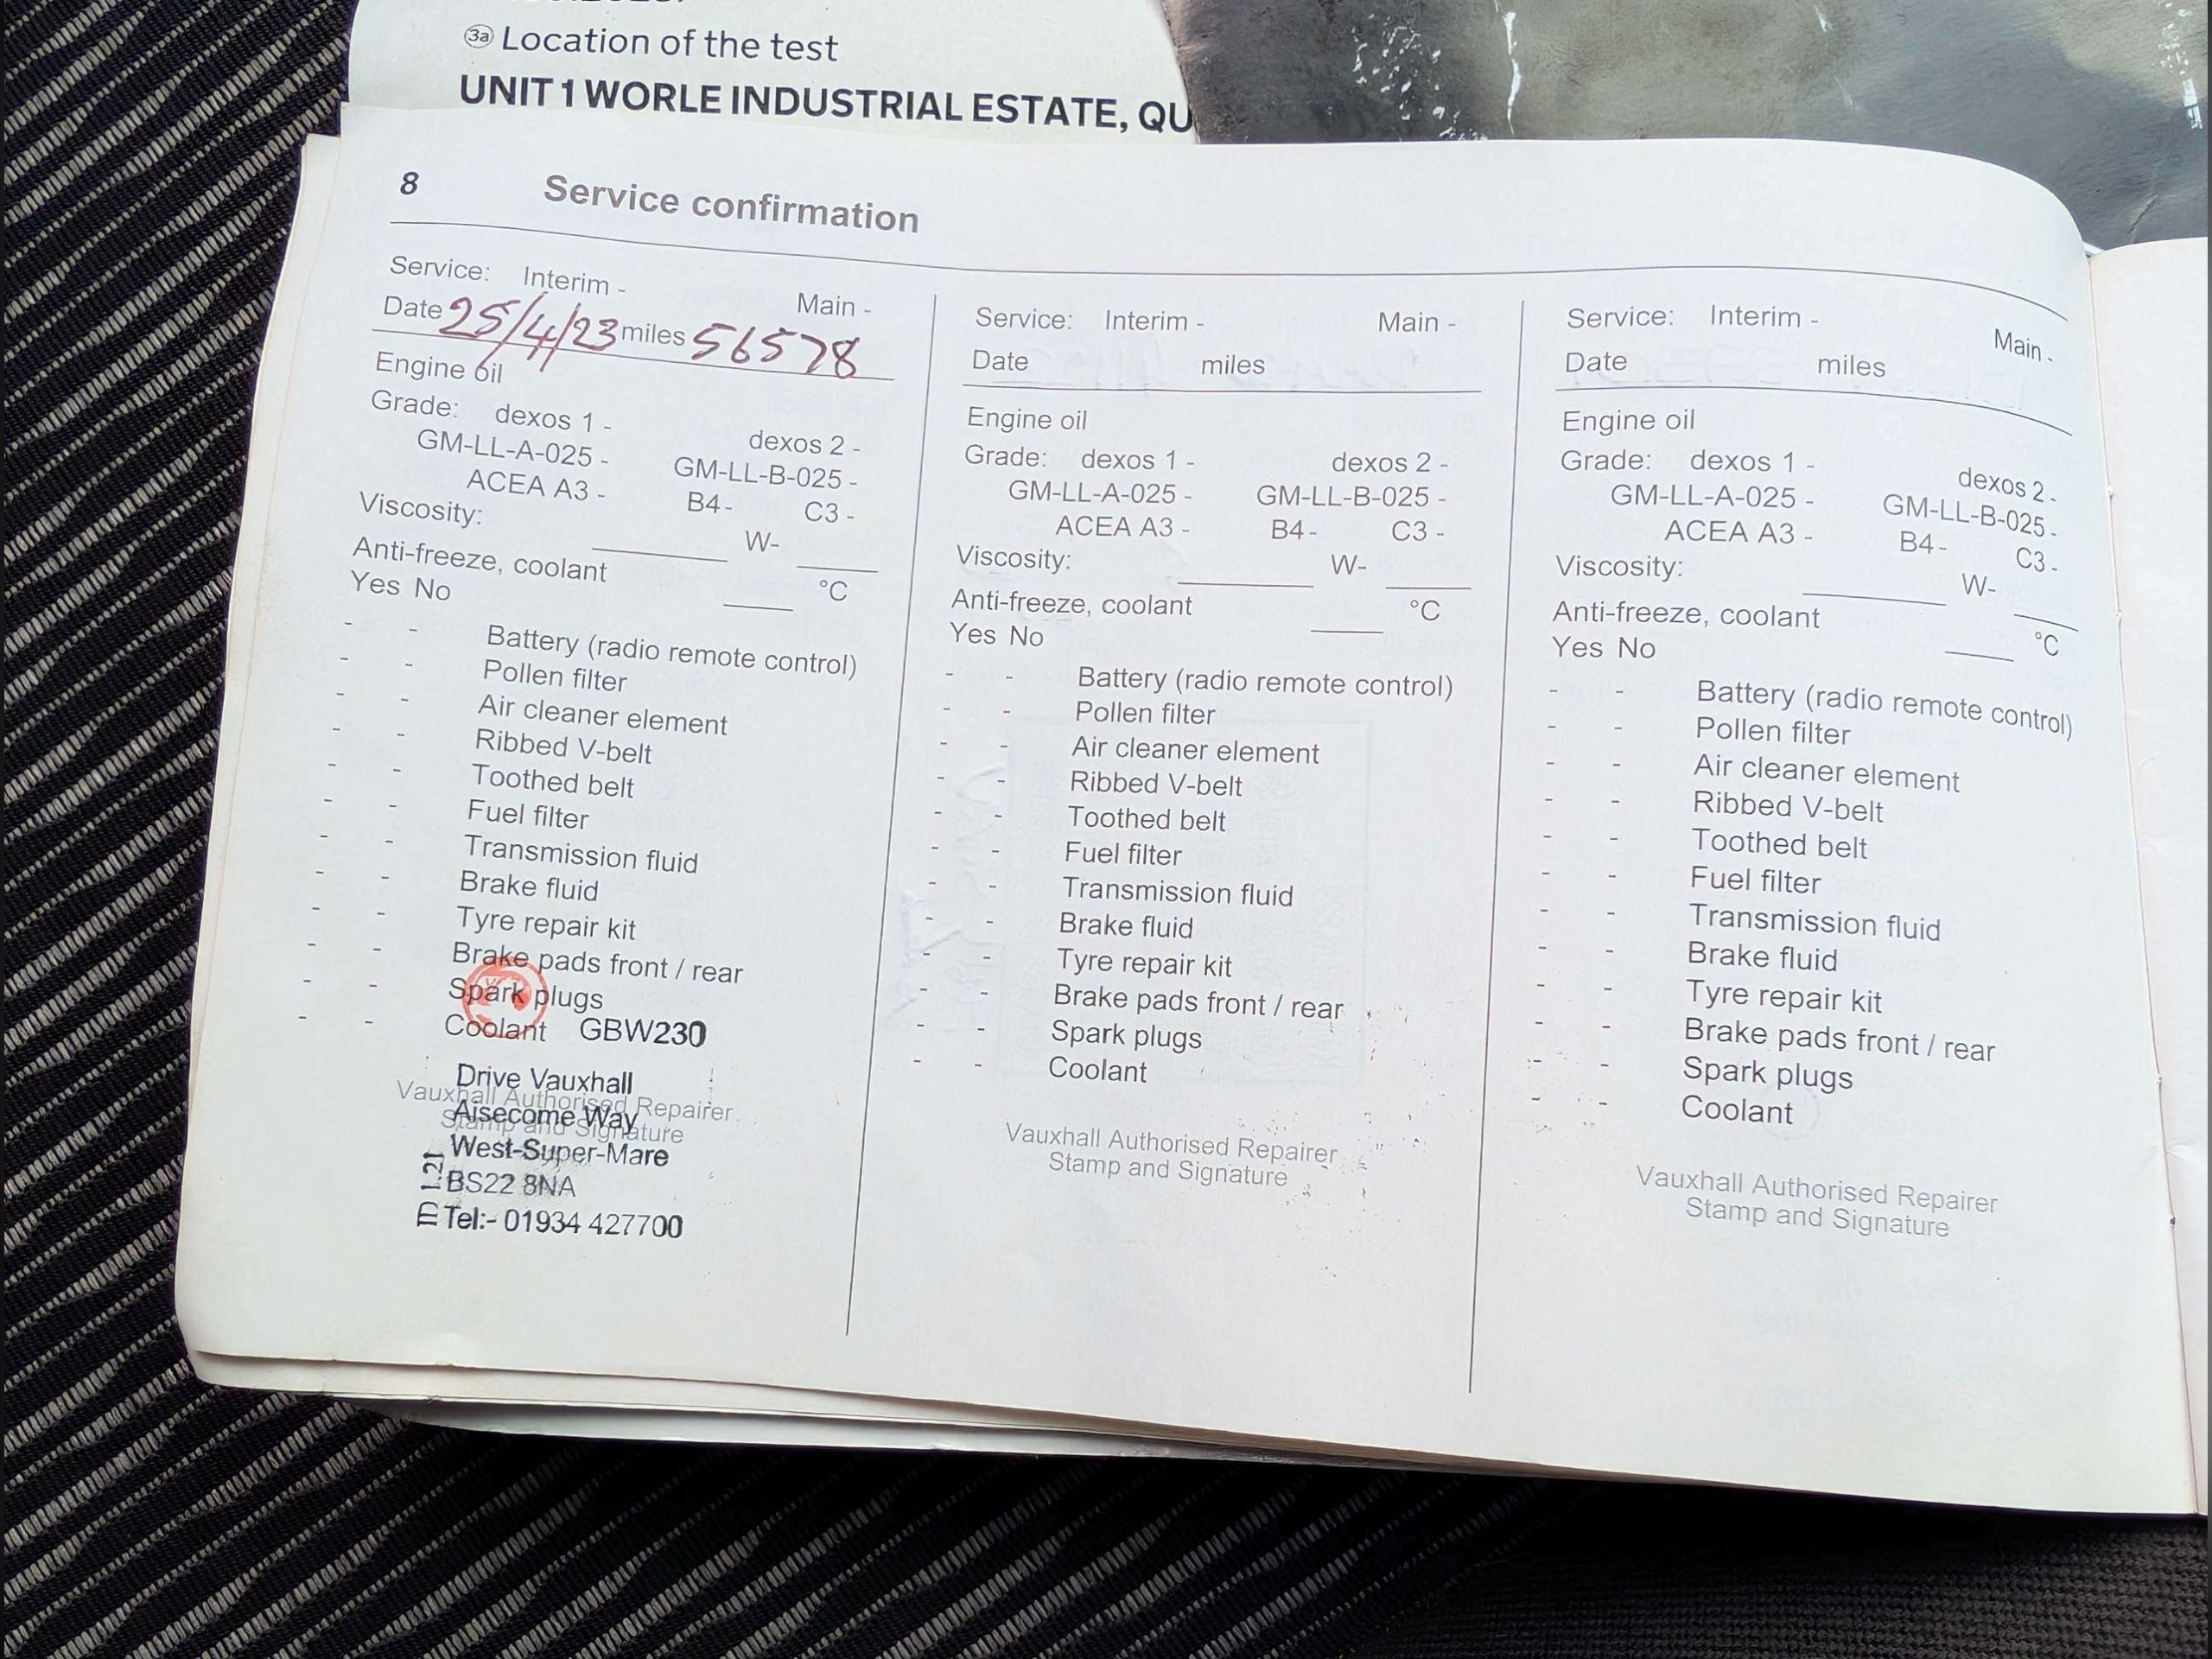 3a Location of the test
UNIT 1 WORLE INDUSTRIAL ESTATE, QU
8 Service confirmation
Service: Interim - Main -
Date 25/4/23 miles 56578
Engine oil
Grade: dexos 1 - dexos 2 -
GM-LL-A-025 - GM-LL-B-025 -
ACEA A3 - B4 - C3 -
Viscosity: W-
Anti-freeze, coolant °C
Yes No
- - Battery (radio remote control)
- - Pollen filter
- - Air cleaner element
- - Ribbed V-belt
- - Toothed belt
- - Fuel filter
- - Transmission fluid
- - Brake fluid
- - Tyre repair kit
- - Brake pads front / rear
- - Spark plugs
- - Coolant GBW230
Drive Vauxhall
Vauxhall Authorised Repairer
Aisecome Way
Stamp and Signature
West-Super-Mare
BS22 8NA
Tel:- 01934 427700
Service: Interim - Main -
Date miles
Engine oil
Grade: dexos 1 - dexos 2 -
GM-LL-A-025 - GM-LL-B-025 -
ACEA A3 - B4 - C3 -
Viscosity: W-
Anti-freeze, coolant °C
Yes No
- - Battery (radio remote control)
- - Pollen filter
- - Air cleaner element
- - Ribbed V-belt
- - Toothed belt
- - Fuel filter
- - Transmission fluid
- - Brake fluid
- - Tyre repair kit
- - Brake pads front / rear
- - Spark plugs
- - Coolant
Vauxhall Authorised Repairer
Stamp and Signature
Service: Interim - Main -
Date miles
Engine oil
Grade: dexos 1 - dexos 2 -
GM-LL-A-025 - GM-LL-B-025 -
ACEA A3 - B4 - C3 -
Viscosity: W-
Anti-freeze, coolant °C
Yes No
- - Battery (radio remote control)
- - Pollen filter
- - Air cleaner element
- - Ribbed V-belt
- - Toothed belt
- - Fuel filter
- - Transmission fluid
- - Brake fluid
- - Tyre repair kit
- - Brake pads front / rear
- - Spark plugs
- - Coolant
Vauxhall Authorised Repairer
Stamp and Signature